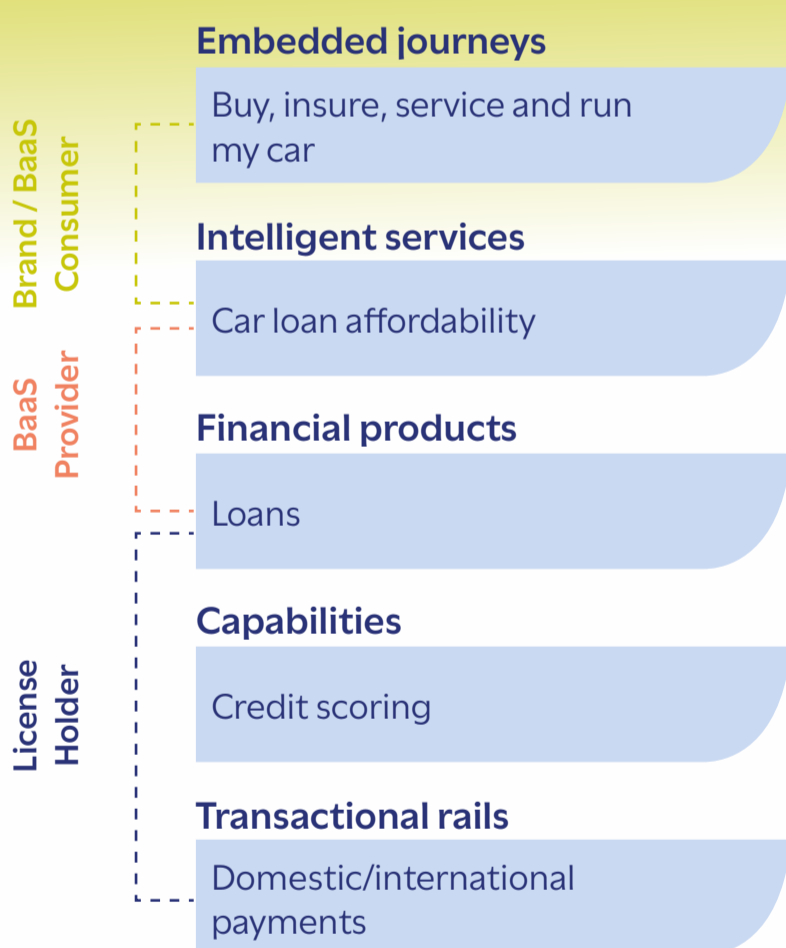 Embedded journeys
Buy, insure, service and run
my car
Brand / BaaS
Consumer
Intelligent services
Car loan affordability
BaaS
Provider
Financial products
Loans
Capabilities
Credit scoring
License
Holder
Transactional rails
Domestic/international
payments